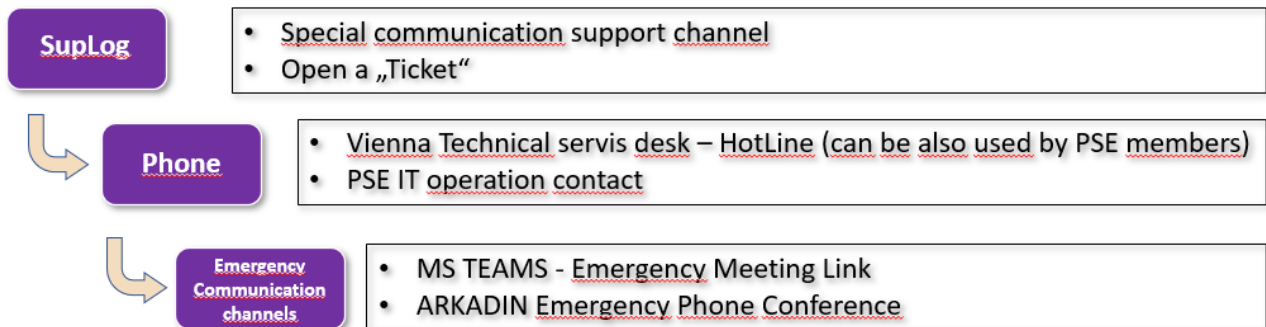 SupLog
• Special communication support channel
• Open a „Ticket“
Phone
• Vienna Technical servis desk – HotLine (can be also used by PSE members)
• PSE IT operation contact
Emergency
Communication
channels
• MS TEAMS - Emergency Meeting Link
• ARKADIN Emergency Phone Conference